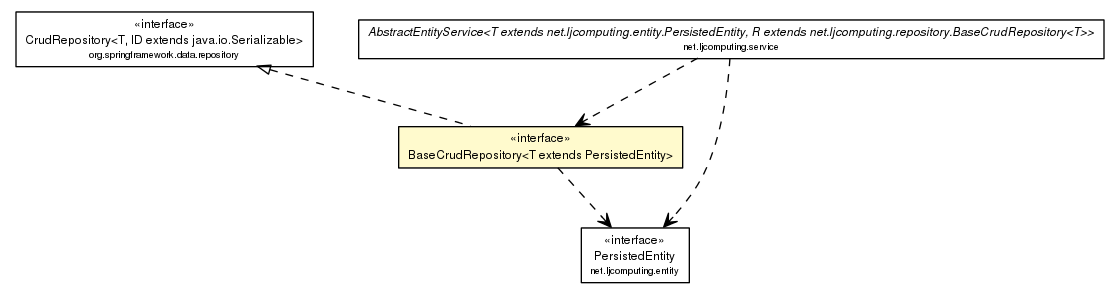 «interface»
CrudRepository<T, ID extends java.io.Serializable>
org.springframework.data.repository
AbstractEntityService<T extends net.ljcomputing.entity.PersistedEntity, R extends net.ljcomputing.repository.BaseCrudRepository<T>>
net.ljcomputing.service
«interface»
BaseCrudRepository<T extends PersistedEntity>
«interface»
PersistedEntity
net.ljcomputing.entity